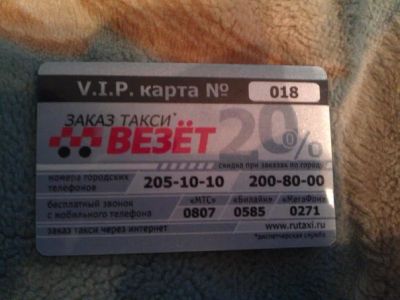 V.I.P. карта № 018
ЗАКАЗ ТАКСИ*
ВЕЗЁТ 20%
скидка при заказах по городу
номера городских телефонов 205-10-10 200-80-00
«МТС» «Билайн» «МегаФон»
бесплатный звонок с мобильного телефона 0807 0585 0271
заказ такси через интернет www.rutaxi.ru
*диспетчерская служба